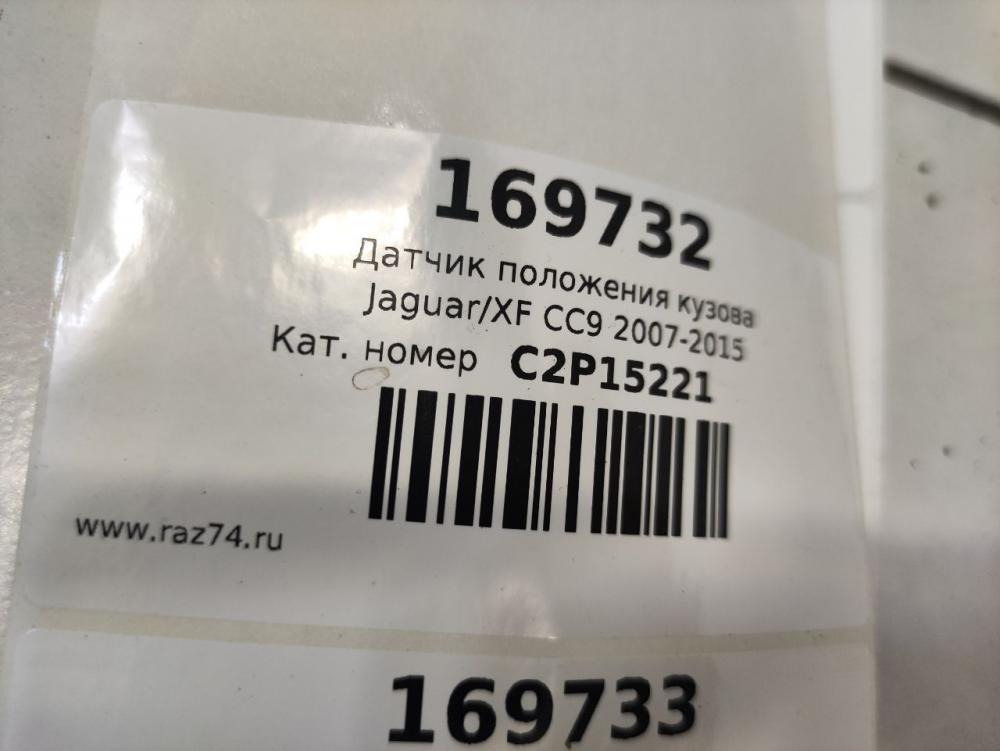 169732
Датчик положения кузова
Jaguar/XF CC9 2007-2015
Кат. номер C2P15221
www.raz74.ru
169733